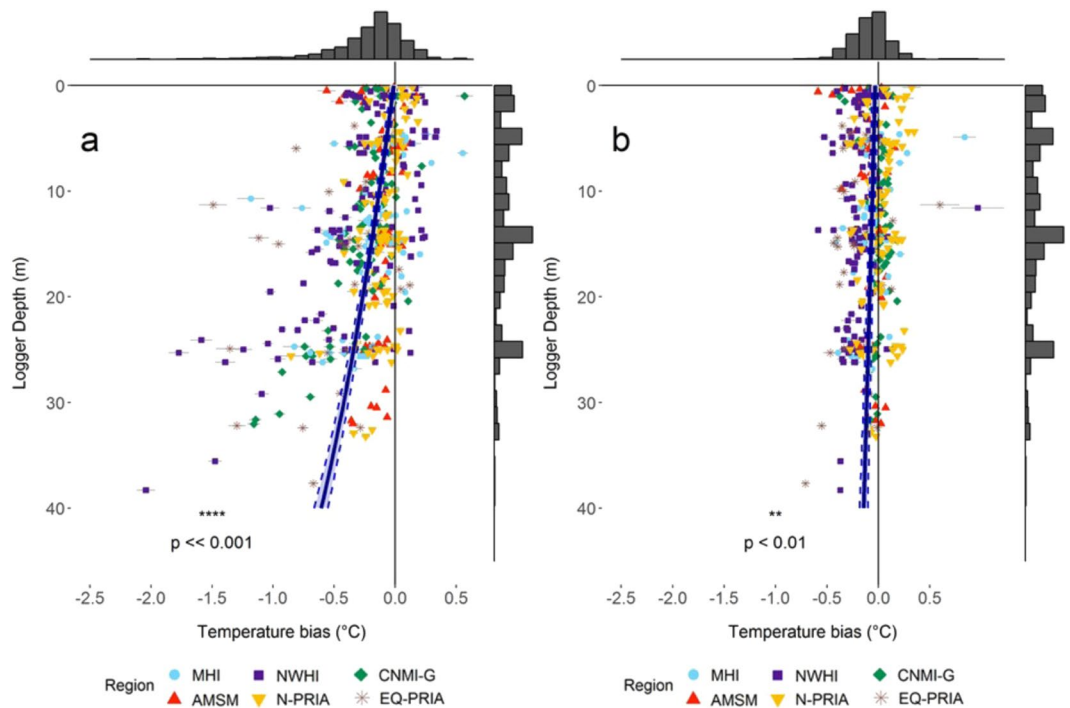 a
b
0
10
20
30
40
Logger Depth (m)
****
p << 0.001
-2.5 -2.0 -1.5 -1.0 -0.5 0.0 0.5
Temperature bias (°C)
Region MHI NWHI CNMI-G
AMSM N-PRIA EQ-PRIA
0
10
20
30
40
Logger Depth (m)
**
p < 0.01
-2.5 -2.0 -1.5 -1.0 -0.5 0.0 0.5
Temperature bias (°C)
Region MHI NWHI CNMI-G
AMSM N-PRIA EQ-PRIA